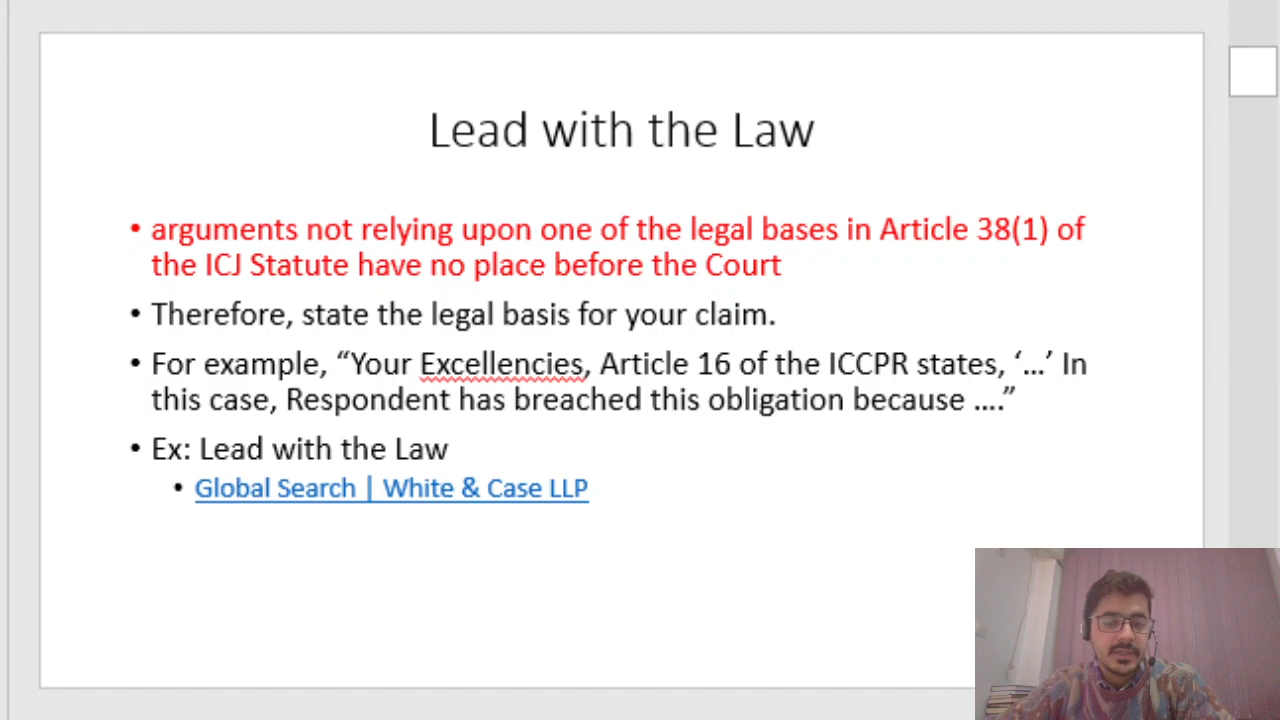 Lead with the Law
• arguments not relying upon one of the legal bases in Article 38(1) of
the ICJ Statute have no place before the Court
• Therefore, state the legal basis for your claim.
• For example, “Your Excellencies, Article 16 of the ICCPR states, ‘…’ In
this case, Respondent has breached this obligation because ….”
• Ex: Lead with the Law
• Global Search | White & Case LLP